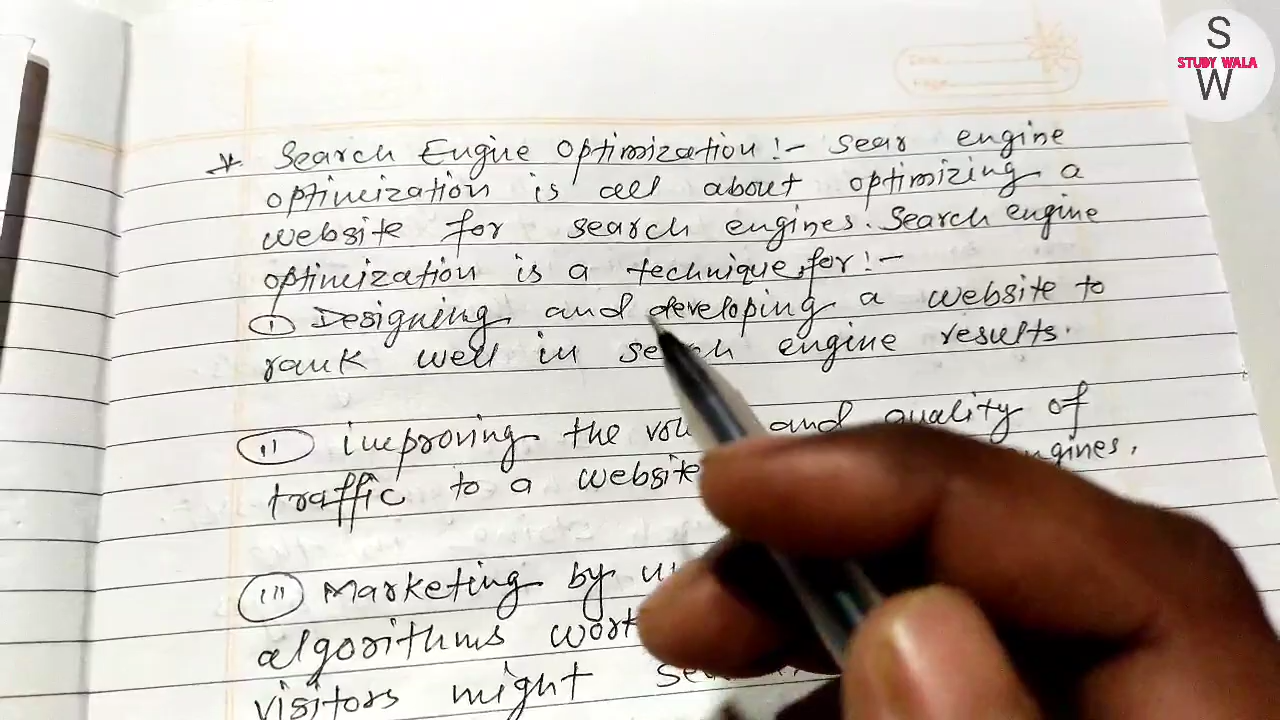 S
STUDY WALA
W
* Search Engine Optimization :- Sear engine
optimization is all about optimizing a
website for search engines. Search engine
optimization is a technique for :-
(i) Designing and developing a website to
rank well in search engine results.
(ii) improving the and quality of
traffic to a website engines.
(iii) Marketing by
algorithms
visitors might